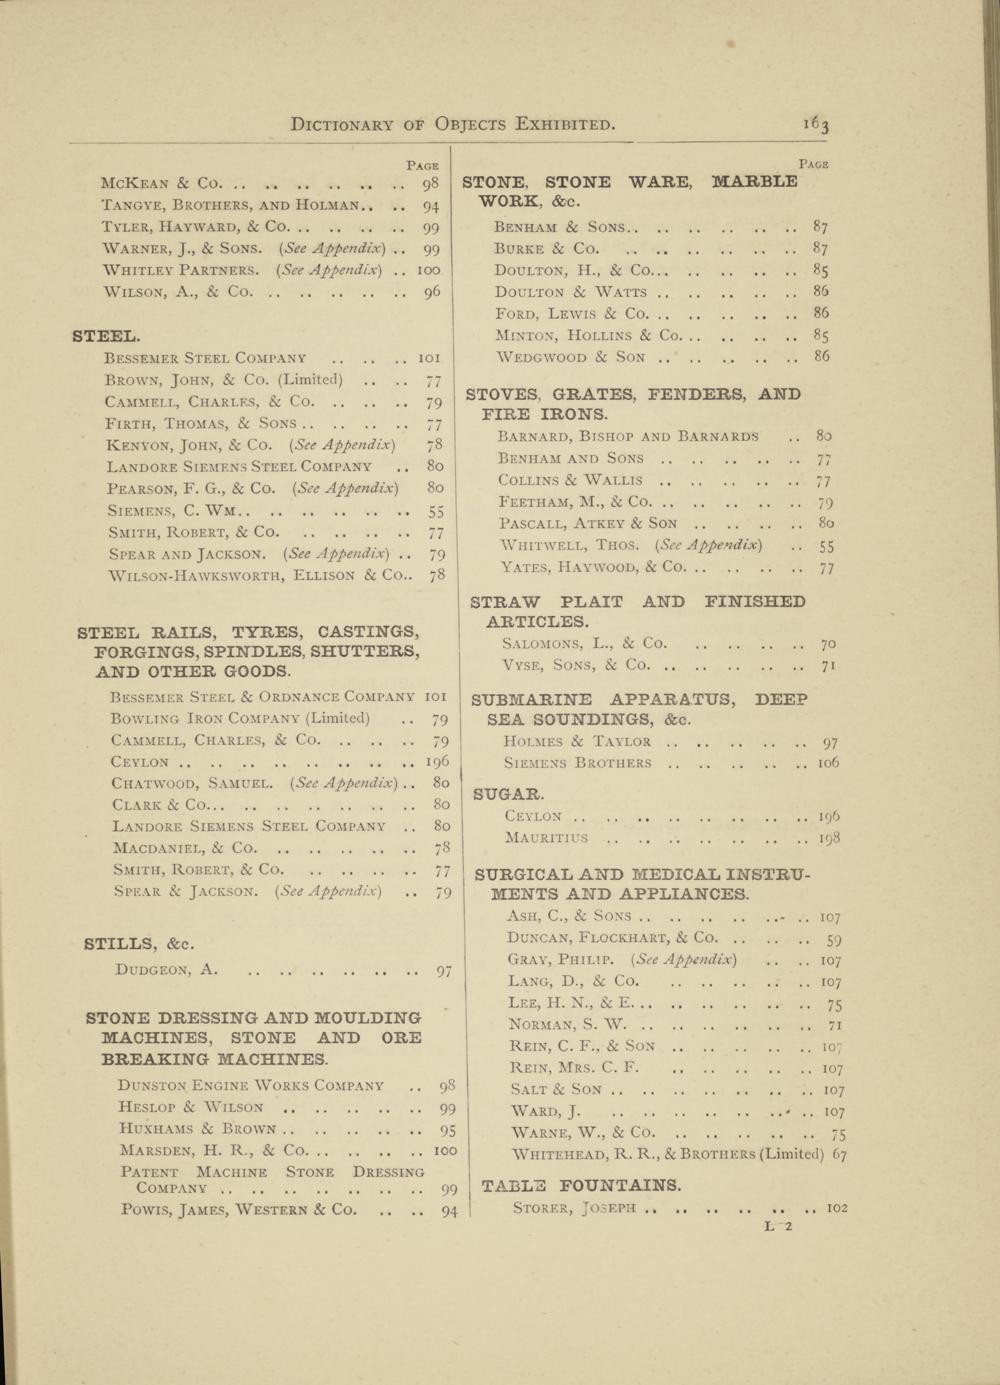 DICTIONARY OF OBJECTS EXHIBITED. 163
PAGE
MCKEAN & CO. .. .. .. .. .. .. 98
TANGYE, BROTHERS, AND HOLMAN.. .. 94
TYLER, HAYWARD, & CO. .. .. .. .. 99
WARNER, J., & SONS. (See Appendix) .. 99
WHITLEY PARTNERS. (See Appendix) .. 100
WILSON, A., & CO. .. .. .. .. .. 96
STEEL.
BESSEMER STEEL COMPANY .. .. .. 101
BROWN, JOHN, & CO. (Limited) .. .. 77
CAMMELL, CHARLES, & CO. .. .. .. 79
FIRTH, THOMAS, & SONS .. .. .. .. 77
KENYON, JOHN, & CO. (See Appendix) 78
LANDORE SIEMENS STEEL COMPANY .. 80
PEARSON, F. G., & CO. (See Appendix) 80
SIEMENS, C. WM.. .. .. .. .. .. .. 55
SMITH, ROBERT, & CO. .. .. .. .. 77
SPEAR AND JACKSON. (See Appendix) .. 79
WILSON-HAWKSWORTH, ELLISON & CO.. 78
STEEL RAILS, TYRES, CASTINGS,
FORGINGS, SPINDLES, SHUTTERS,
AND OTHER GOODS.
BESSEMER STEEL & ORDNANCE COMPANY 101
BOWLING IRON COMPANY (Limited) .. 79
CAMMELL, CHARLES, & CO. .. .. .. 79
CEYLON .. .. .. .. .. .. .. .. 196
CHATWOOD, SAMUEL. (See Appendix) .. 80
CLARK & CO... .. .. .. .. .. .. 80
LANDORE SIEMENS STEEL COMPANY .. 80
MACDANIEL, & CO. .. .. .. .. .. 78
SMITH, ROBERT, & CO. .. .. .. .. 77
SPEAR & JACKSON. (See Appendix) .. 79
STILLS, &c.
DUDGEON, A. .. .. .. .. .. .. 97
STONE DRESSING AND MOULDING
MACHINES, STONE AND ORE
BREAKING MACHINES.
DUNSTON ENGINE WORKS COMPANY .. 98
HESLOP & WILSON .. .. .. .. .. 99
HUXHAMS & BROWN .. .. .. .. .. 95
MARSDEN, H. R., & CO. .. .. .. .. 100
PATENT MACHINE STONE DRESSING
COMPANY .. .. .. .. .. .. .. 99
POWIS, JAMES, WESTERN & CO. .. .. 94
PAGE
STONE, STONE WARE, MARBLE
WORK, &c.
BENHAM & SONS.. .. .. .. .. .. 87
BURKE & CO. .. .. .. .. .. .. 87
DOULTON, H., & CO... .. .. .. .. 85
DOULTON & WATTS .. .. .. .. .. 86
FORD, LEWIS & CO. .. .. .. .. .. 86
MINTON, HOLLINS & CO. .. .. .. .. 85
WEDGWOOD & SON .. .. .. .. .. 86
STOVES, GRATES, FENDERS, AND
FIRE IRONS.
BARNARD, BISHOP AND BARNARDS .. 80
BENHAM AND SONS .. .. .. .. .. 77
COLLINS & WALLIS .. .. .. .. .. 77
FEETHAM, M., & CO. .. .. .. .. .. 79
PASCALL, ATKEY & SON .. .. .. .. 80
WHITWELL, THOS. (See Appendix) .. 55
YATES, HAYWOOD, & CO. .. .. .. .. 77
STRAW PLAIT AND FINISHED
ARTICLES.
SALOMONS, L., & CO. .. .. .. .. 70
VYSE, SONS, & CO. .. .. .. .. .. 71
SUBMARINE APPARATUS, DEEP
SEA SOUNDINGS, &c.
HOLMES & TAYLOR .. .. .. .. .. 97
SIEMENS BROTHERS .. .. .. .. .. 106
SUGAR.
CEYLON .. .. .. .. .. .. .. .. 196
MAURITIUS .. .. .. .. .. .. .. 198
SURGICAL AND MEDICAL INSTRU-
MENTS AND APPLIANCES.
ASH, C., & SONS .. .. .. .. .. .. 107
DUNCAN, FLOCKHART, & CO. .. .. .. 59
GRAY, PHILIP. (See Appendix) .. .. 107
LANG, D., & CO. .. .. .. .. .. 107
LEE, H. N., & E. .. .. .. .. .. .. 75
NORMAN, S. W. .. .. .. .. .. .. 71
REIN, C. F., & SON .. .. .. .. .. 107
REIN, MRS. C. F. .. .. .. .. .. 107
SALT & SON .. .. .. .. .. .. .. 107
WARD, J. .. .. .. .. .. .. .. 107
WARNE, W., & CO. .. .. .. .. .. 75
WHITEHEAD, R. R., & BROTHERS (Limited) 67
TABLE FOUNTAINS.
STORER, JOSEPH .. .. .. .. .. .. 102
L 2